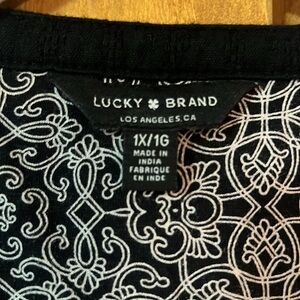 LUCKY BRAND
LOS ANGELES, CA
1X/1G
MADE IN
INDIA
FABRIQUE
EN INDE